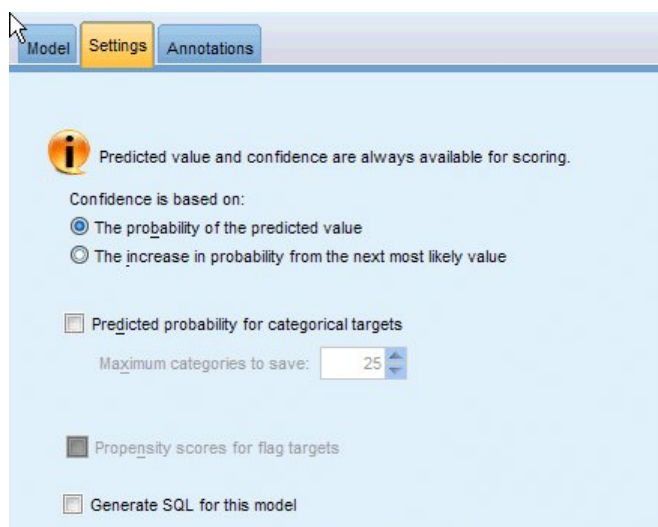 Model Settings Annotations
Predicted value and confidence are always available for scoring.
Confidence is based on:
The probability of the predicted value
The increase in probability from the next most likely value
Predicted probability for categorical targets
Maximum categories to save: 25
Propensity scores for flag targets
Generate SQL for this model